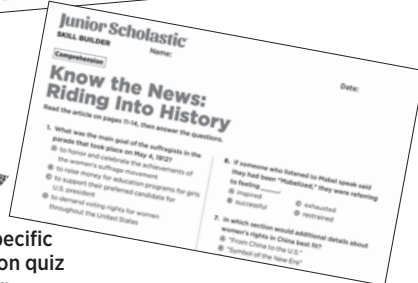 Junior Scholastic
SKILL BUILDER
Name:
Date:
Comprehension
Know the News:
Riding Into History
Read the article on pages 11-14, then answer the questions.
1. What was the main goal of the suffragists in the
parade that took place on May 4, 1912?
A to honor and celebrate the achievements of
the women's suffrage movement
B to raise money for education programs for girls
C to support their preferred candidate for
U.S. president
D to demand voting rights for women
throughout the United States
6. If someone who listened to Mabel speak said
they had been "Mabelized," they were referring
to feeling
A inspired
C exhausted
B successful
D restrained
7. In which section would additional details about
women's rights in China best fit?
A "From China to the U.S."
B "Symbol of the New Era"
pecific
on quiz